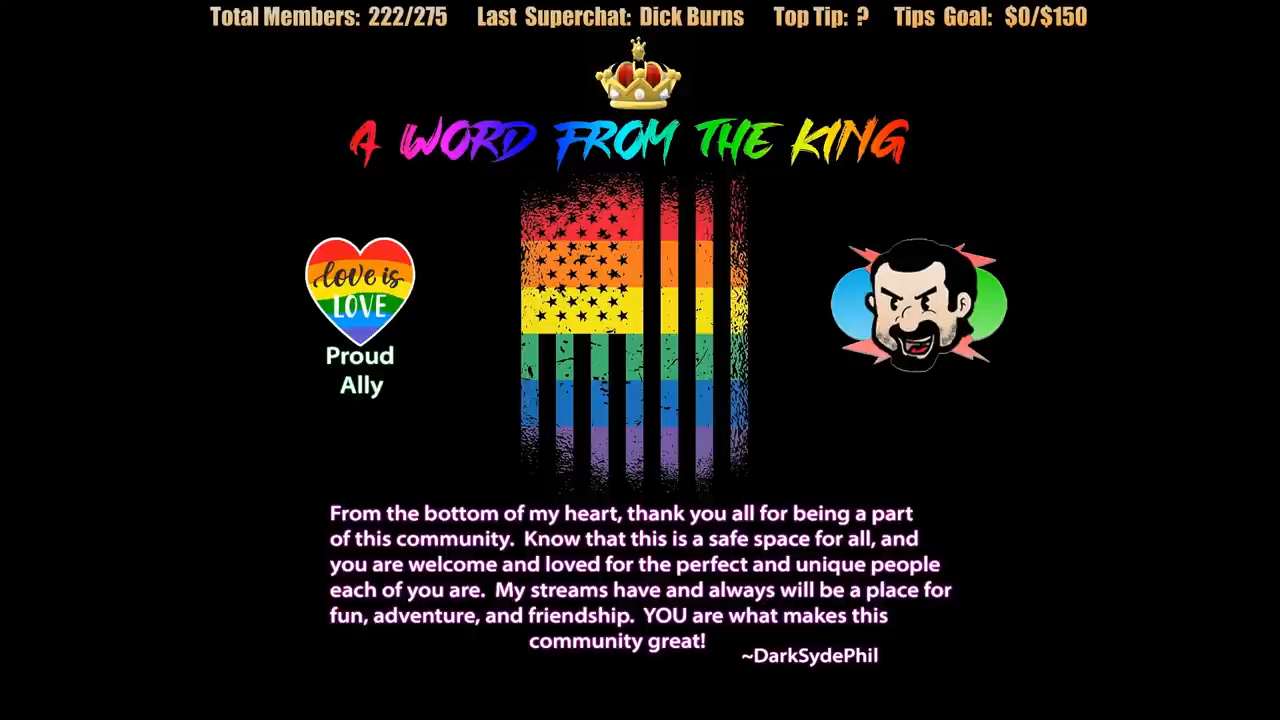 Total Members: 222/275 Last Superchat: Dick Burns Top Tip: ? Tips Goal: $0/$150
A WORD FROM THE KING
love is
LOVE
Proud
Ally
From the bottom of my heart, thank you all for being a part
of this community. Know that this is a safe space for all, and
you are welcome and loved for the perfect and unique people
each of you are. My streams have and always will be a place for
fun, adventure, and friendship. YOU are what makes this
community great!
~DarkSydePhil